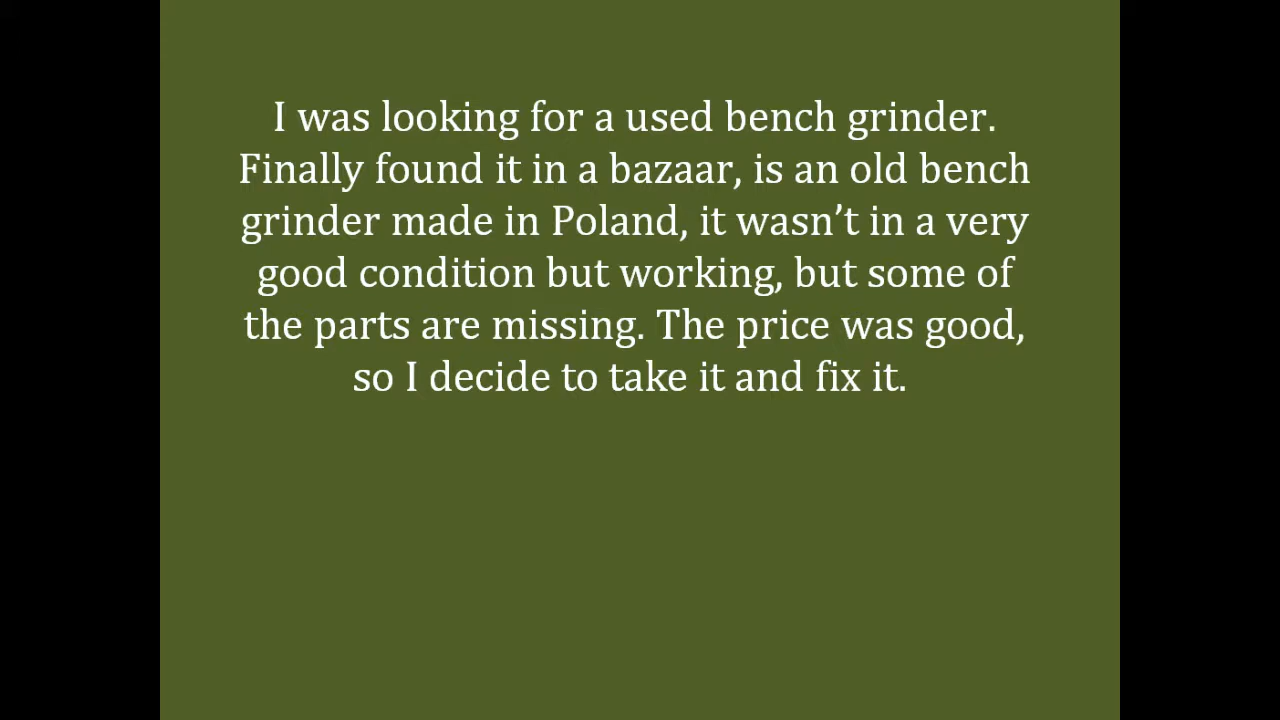 I was looking for a used bench grinder.
Finally found it in a bazaar, is an old bench
grinder made in Poland, it wasn’t in a very
good condition but working, but some of
the parts are missing. The price was good,
so I decide to take it and fix it.